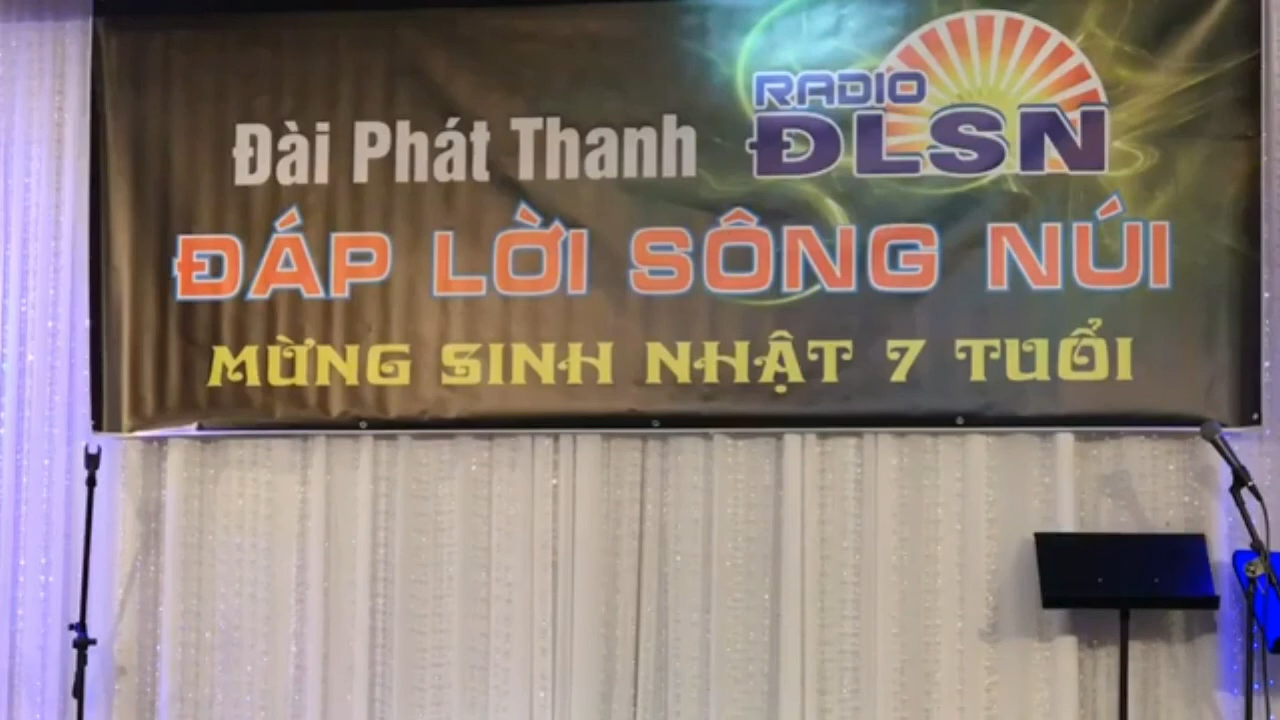 RADIO
ĐLSN
Đài Phát Thanh
ĐÁP LỜI SÔNG NÚI
MỪNG SINH NHẬT 7 TUỔI